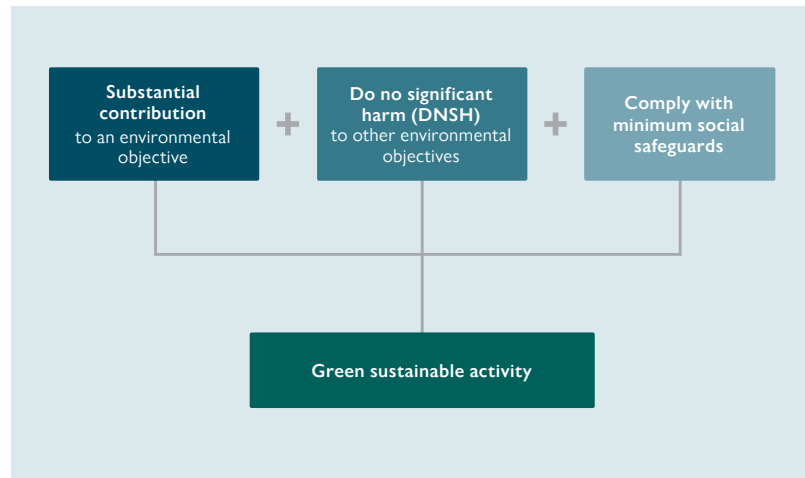 Substantial
contribution
to an environmental
objective
+
Do no significant
harm (DNSH)
to other environmental
objectives
+
Comply with
minimum social
safeguards
Green sustainable activity